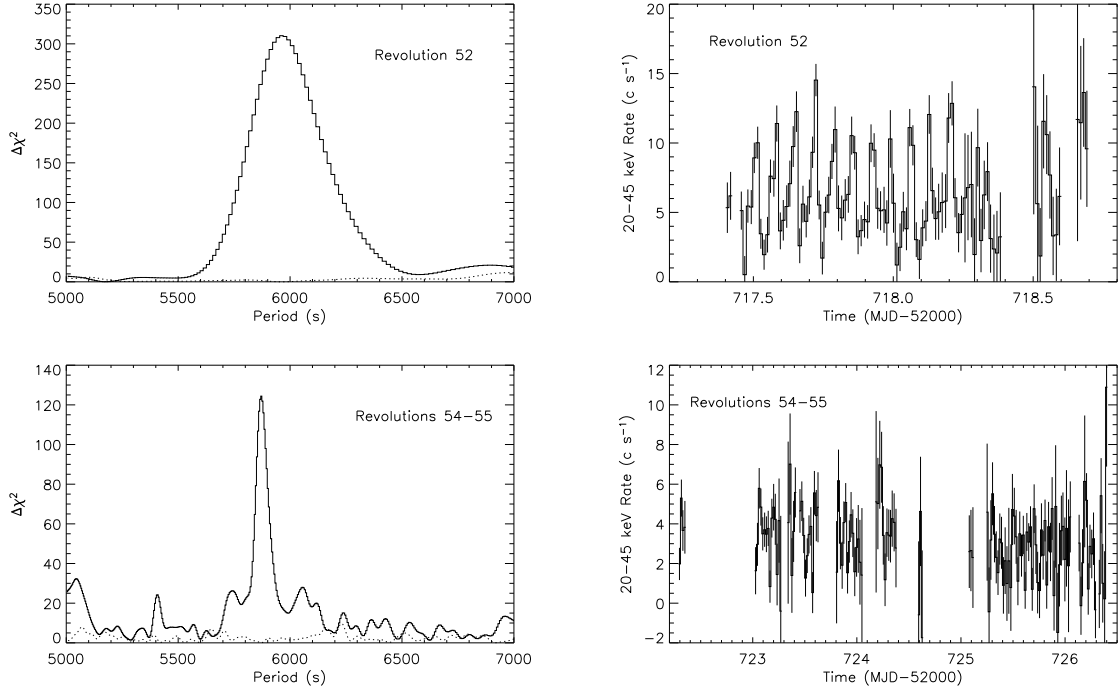 350
300
250
200
150
100
50
0
Δχ²
Revolution 52
5000 5500 6000 6500 7000
Period (s)
20
15
10
5
0
20−45 keV Rate (c s⁻¹)
Revolution 52
717.5 718.0 718.5
Time (MJD−52000)
140
120
100
80
60
40
20
0
Δχ²
Revolutions 54−55
5000 5500 6000 6500 7000
Period (s)
12
10
8
6
4
2
0
−2
20−45 keV Rate (c s⁻¹)
Revolutions 54−55
723 724 725 726
Time (MJD−52000)